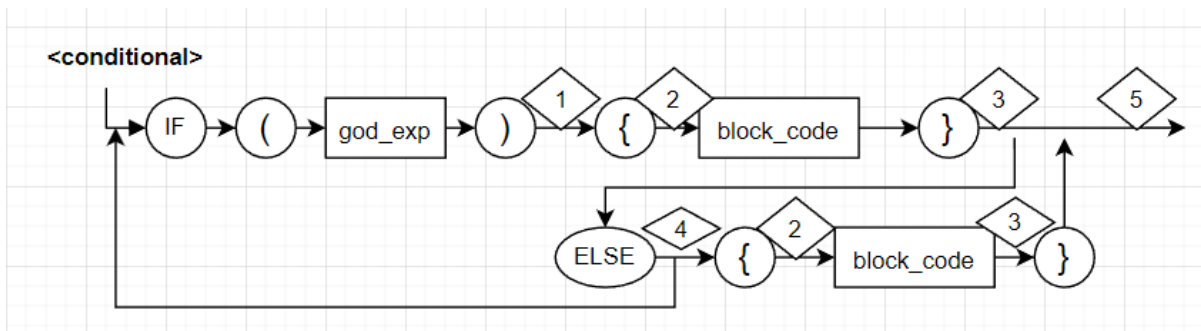 <conditional>
IF ( god_exp ) 1 { 2 block_code } 3 5
ELSE 4 { 2 block_code 3 }